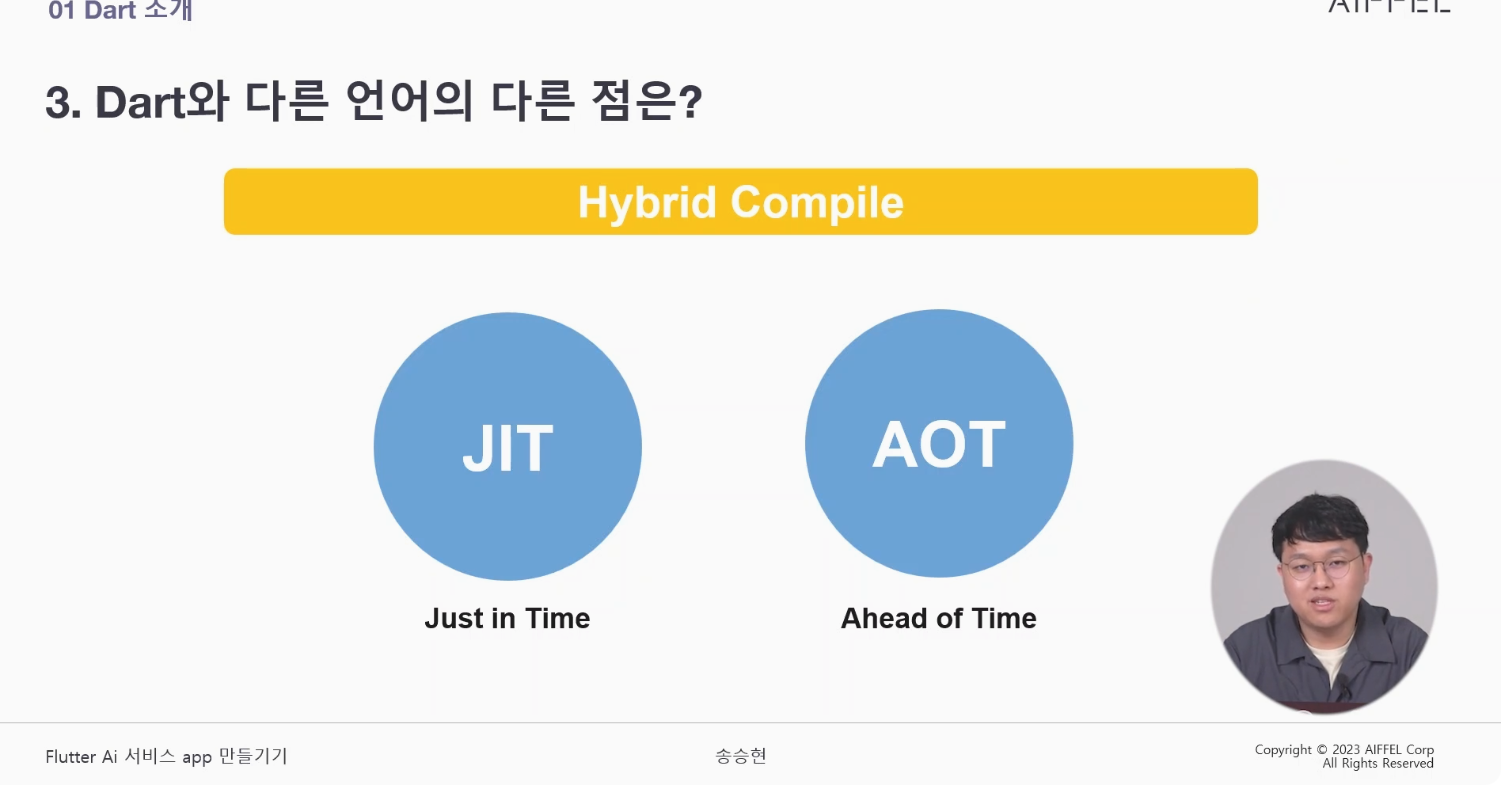 01 Dart 소개
AIFFEL
3. Dart와 다른 언어의 다른 점은?
Hybrid Compile
JIT
AOT
Just in Time
Ahead of Time
Flutter Ai 서비스 app 만들기기
송승현
Copyright © 2023 AIFFEL Corp
All Rights Reserved